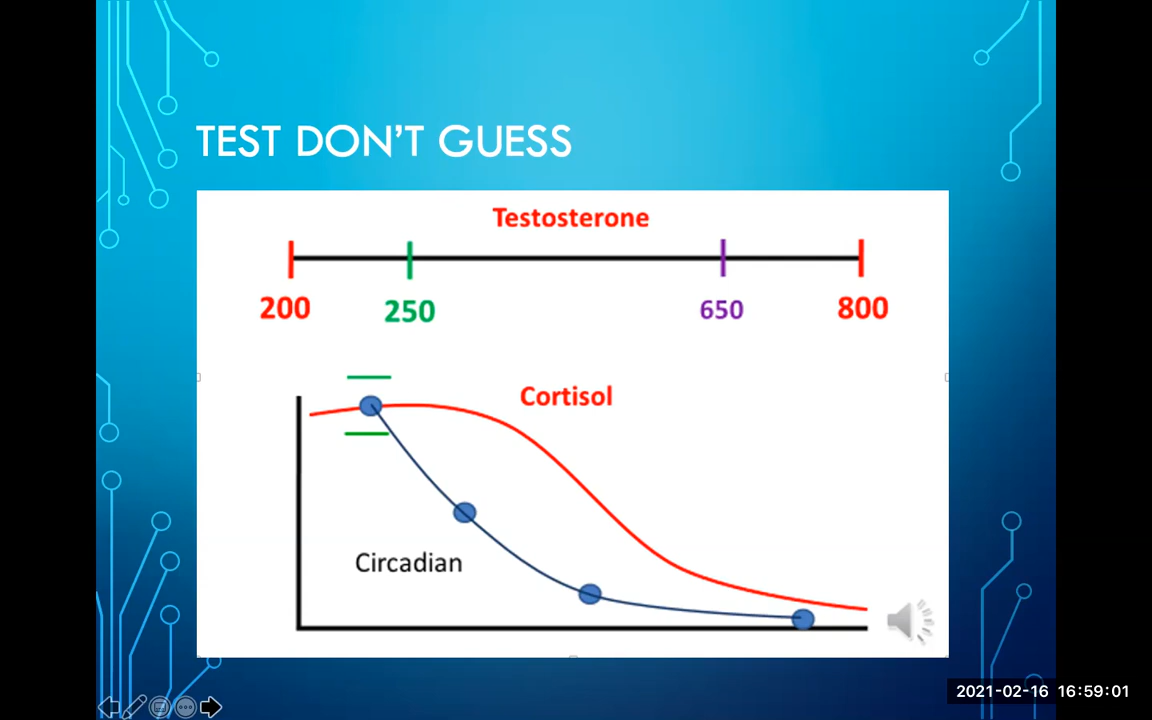 TEST DON'T GUESS
Testosterone
200 250 650 800
Cortisol
Circadian
2021-02-16 16:59:01